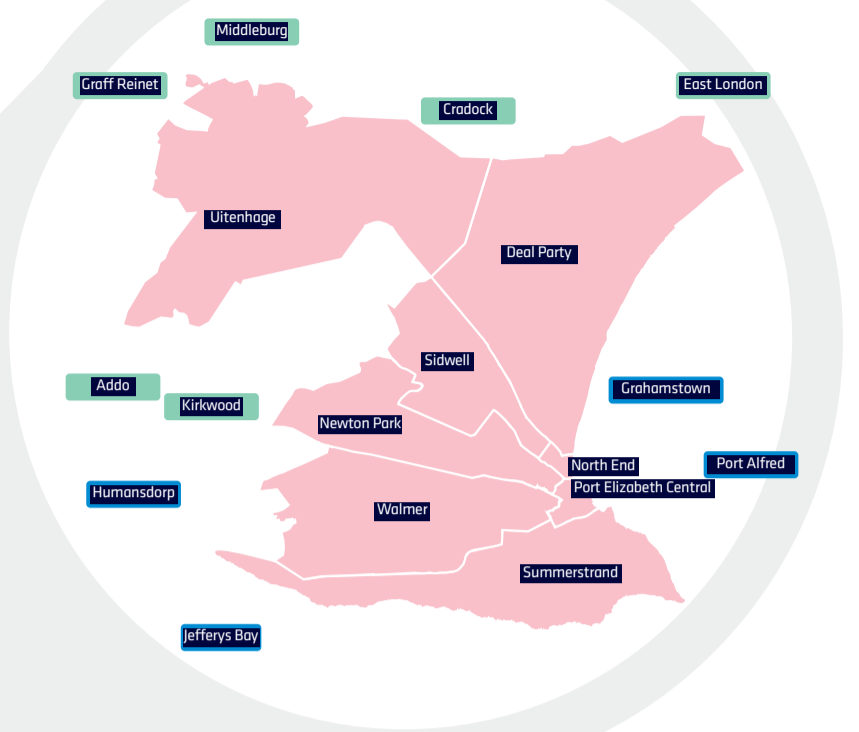 Middleburg
Graff Reinet
East London
Cradock
Uitenhage
Deal Party
Sidwell
Addo
Grahamstown
Kirkwood
Newton Park
North End
Port Alfred
Port Elizabeth Central
Humansdorp
Walmer
Summerstrand
Jefferys Bay